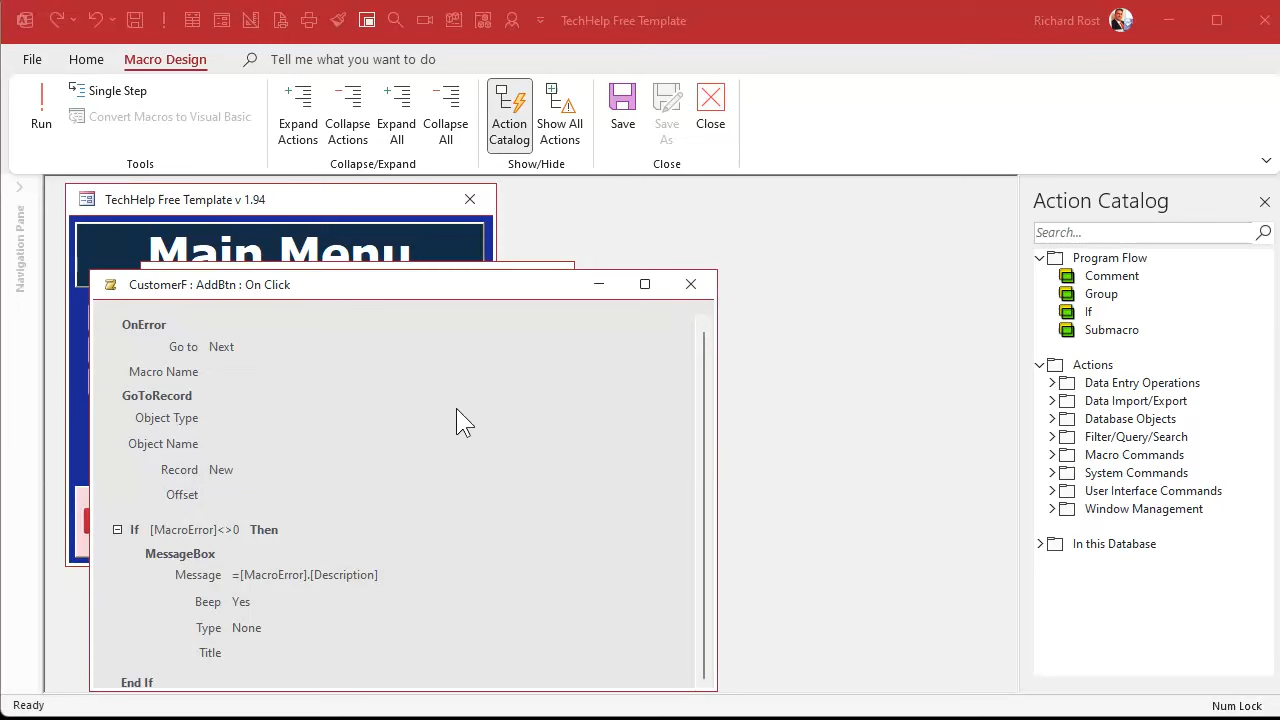 TechHelp Free Template
Richard Rost
File
Home
Macro Design
Tell me what you want to do
Run
Single Step
Convert Macros to Visual Basic
Tools
Expand Actions
Collapse Actions
Expand All
Collapse All
Collapse/Expand
Action Catalog
Show All Actions
Show/Hide
Save
Save As
Close
Close
Navigation Pane
TechHelp Free Template v 1.94
Main Menu
CustomerF : AddBtn : On Click
OnError
Go to Next
Macro Name
GoToRecord
Object Type
Object Name
Record New
Offset
If [MacroError]<>0 Then
MessageBox
Message =[MacroError].[Description]
Beep Yes
Type None
Title
End If
Action Catalog
Search...
Program Flow
Comment
Group
If
Submacro
Actions
Data Entry Operations
Data Import/Export
Database Objects
Filter/Query/Search
Macro Commands
System Commands
User Interface Commands
Window Management
In this Database
Ready
Num Lock